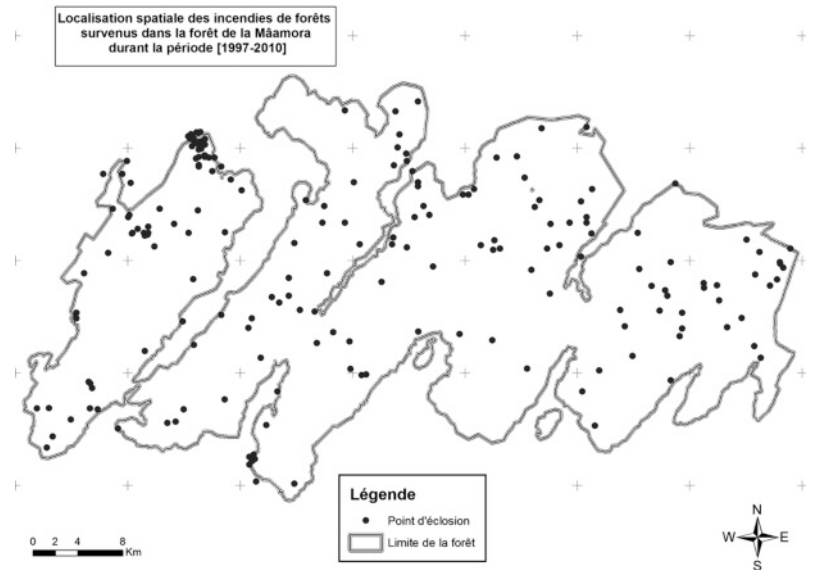 Localisation spatiale des incendies de forêts
survenus dans la forêt de la Mâamora
durant la période [1997-2010]
Légende
Point d'éclosion
Limite de la forêt
0 2 4 8
Km
N
W E
S